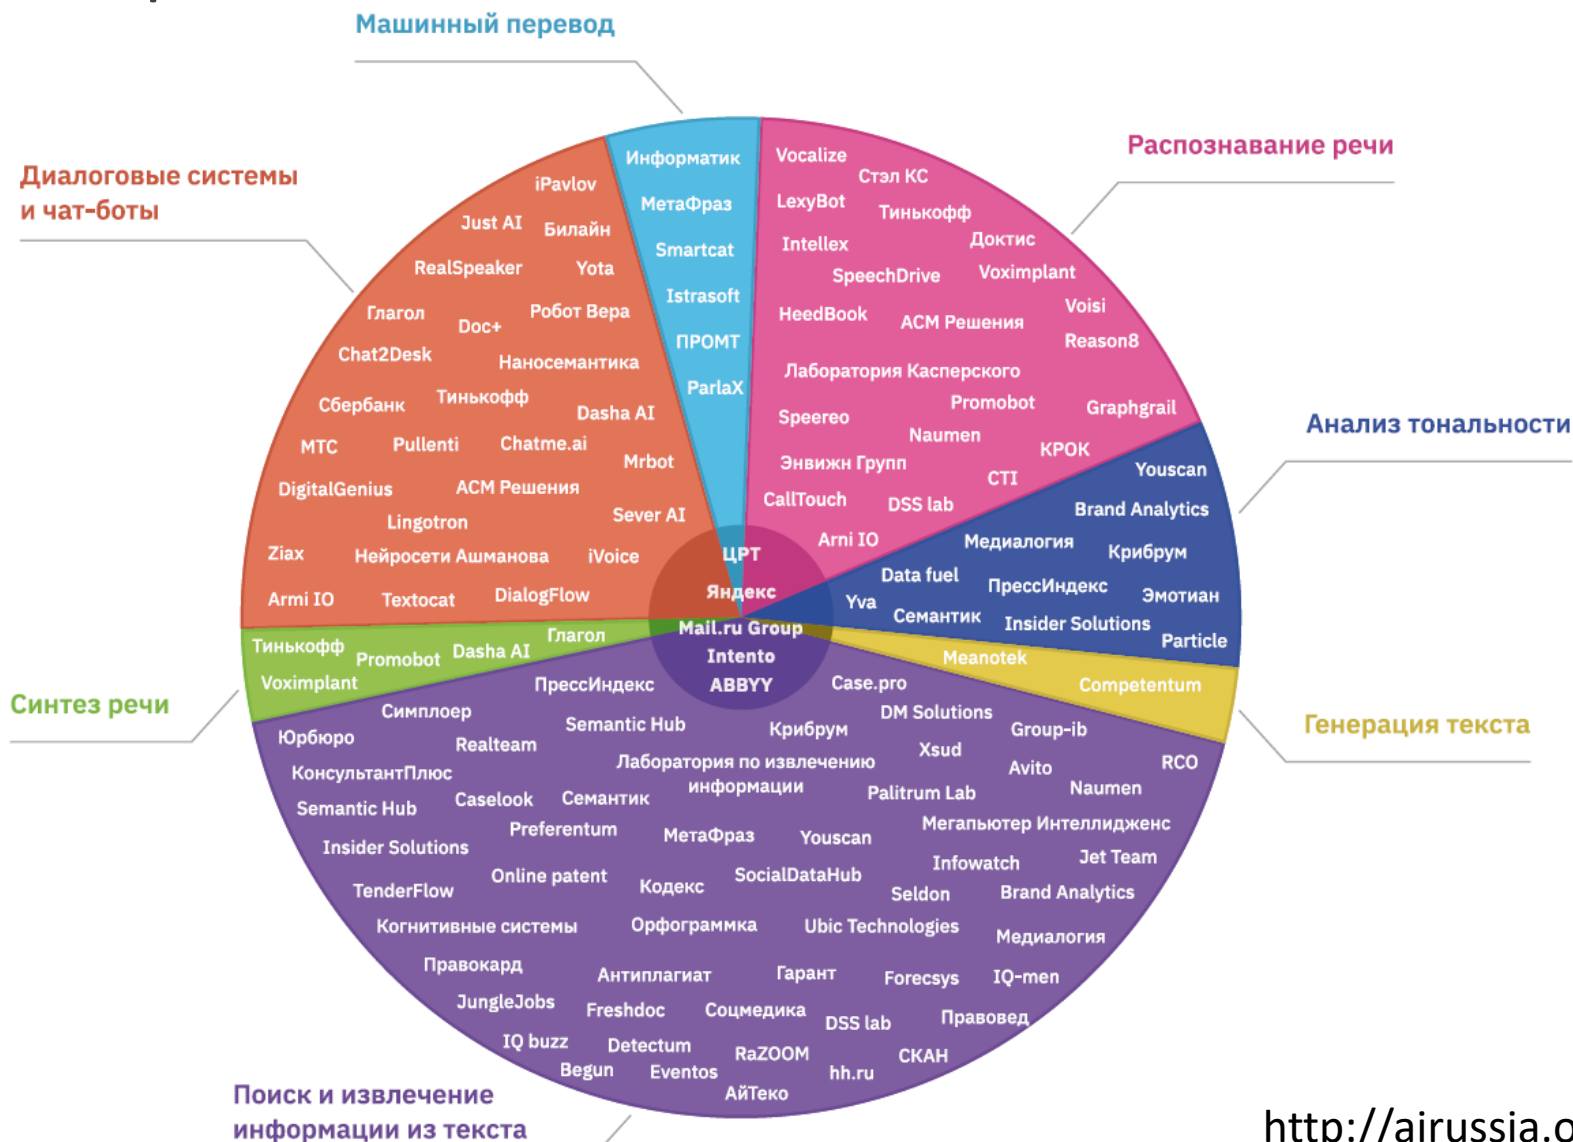 Машинный перевод
Диалоговые системы
и чат-боты
Распознавание речи
Анализ тональности
Генерация текста
Синтез речи
Поиск и извлечение
информации из текста
iPavlov
Just AI
Билайн
RealSpeaker
Yota
Глагол
Doc+
Робот Вера
Chat2Desk
Наносемантика
Сбербанк
Тинькофф
Dasha AI
МТС
Pullenti
Chatme.ai
Mrbot
DigitalGenius
АСМ Решения
Lingotron
Sever AI
Ziax
Нейросети Ашманова
iVoice
Armi IO
Textocat
DialogFlow
Информатик
МетаФраз
Smartcat
Istrasoft
ПРОМТ
ParlaX
Vocalize
Стэл КС
LexyBot
Тинькофф
Intellex
Доктис
SpeechDrive
Voximplant
HeedBook
АСМ Решения
Voisi
Reason8
Лаборатория Касперского
Speereo
Promobot
Graphgrail
Naumen
КРОК
Энвижн Групп
CTI
CallTouch
DSS lab
Arni IO
Youscan
Brand Analytics
Медиалогия
Крибрум
Data fuel
ПрессИндекс
Эмотиан
Yva
Семантик
Insider Solutions
Particle
Meanotek
Competentum
ЦРТ
Яндекс
Mail.ru Group
Intento
ABBYY
Тинькофф
Promobot
Dasha AI
Глагол
Voximplant
ПрессИндекс
Case.pro
Симплоер
Semantic Hub
DM Solutions
Юрбюро
Realteam
Крибрум
Group-ib
Xsud
КонсультантПлюс
Лаборатория по извлечению
информации
Avito
RCO
Semantic Hub
Caselook
Семантик
Palitrum Lab
Naumen
Preferentum
МетаФраз
Youscan
Мегапьютер Интеллидженс
Insider Solutions
Infowatch
Jet Team
TenderFlow
Online patent
Кодекс
SocialDataHub
Seldon
Brand Analytics
Когнитивные системы
Орфограммка
Ubic Technologies
Медиалогия
Правокард
Антиплагиат
Гарант
Forecsys
IQ-men
JungleJobs
Freshdoc
Соцмедика
DSS lab
Правовед
IQ buzz
Detectum
RaZOOM
СКАН
Begun
Eventos
hh.ru
АйТеко
http://airussia.o